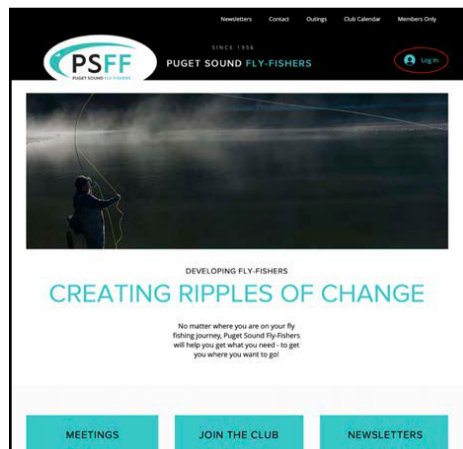 Newsletters Contact Outings Club Calendar Members Only
SINCE 1956
PSFF
PUGET SOUND FLY-FISHERS
PUGET SOUND FLY-FISHERS
Log In
DEVELOPING FLY-FISHERS
CREATING RIPPLES OF CHANGE
No matter where you are on your fly
fishing journey, Puget Sound Fly-Fishers
will help you get what you need - to get
you where you want to go!
MEETINGS
JOIN THE CLUB
NEWSLETTERS